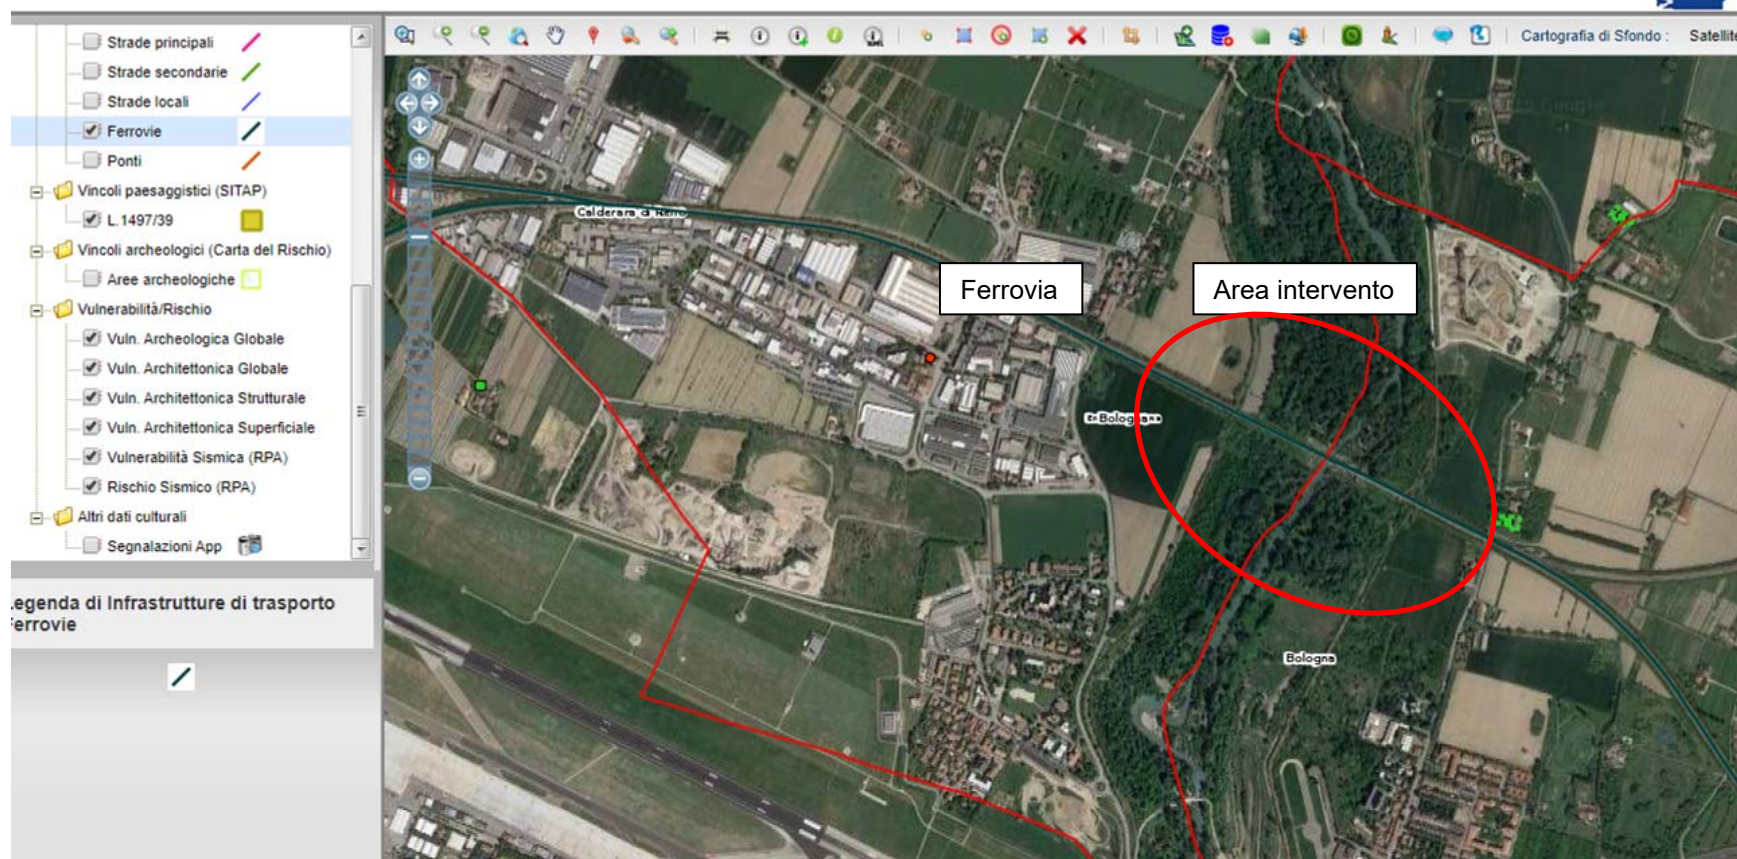 Strade principali
Strade secondarie
Strade locali
Ferrovie
Ponti
Vincoli paesaggistici (SITAP)
L.1497/39
Vincoli archeologici (Carta del Rischio)
Aree archeologiche
Vulnerabilità/Rischio
Vuln. Archeologica Globale
Vuln. Architettonica Globale
Vuln. Architettonica Strutturale
Vuln. Architettonica Superficiale
Vulnerabilità Sismica (RPA)
Rischio Sismico (RPA)
Altri dati culturali
Segnalazioni App
egenda di Infrastrutture di trasporto
errovie
Cartografia di Sfondo : Satellite
Calderara di Reno
Ferrovia
Area intervento
Bologna
Bologna